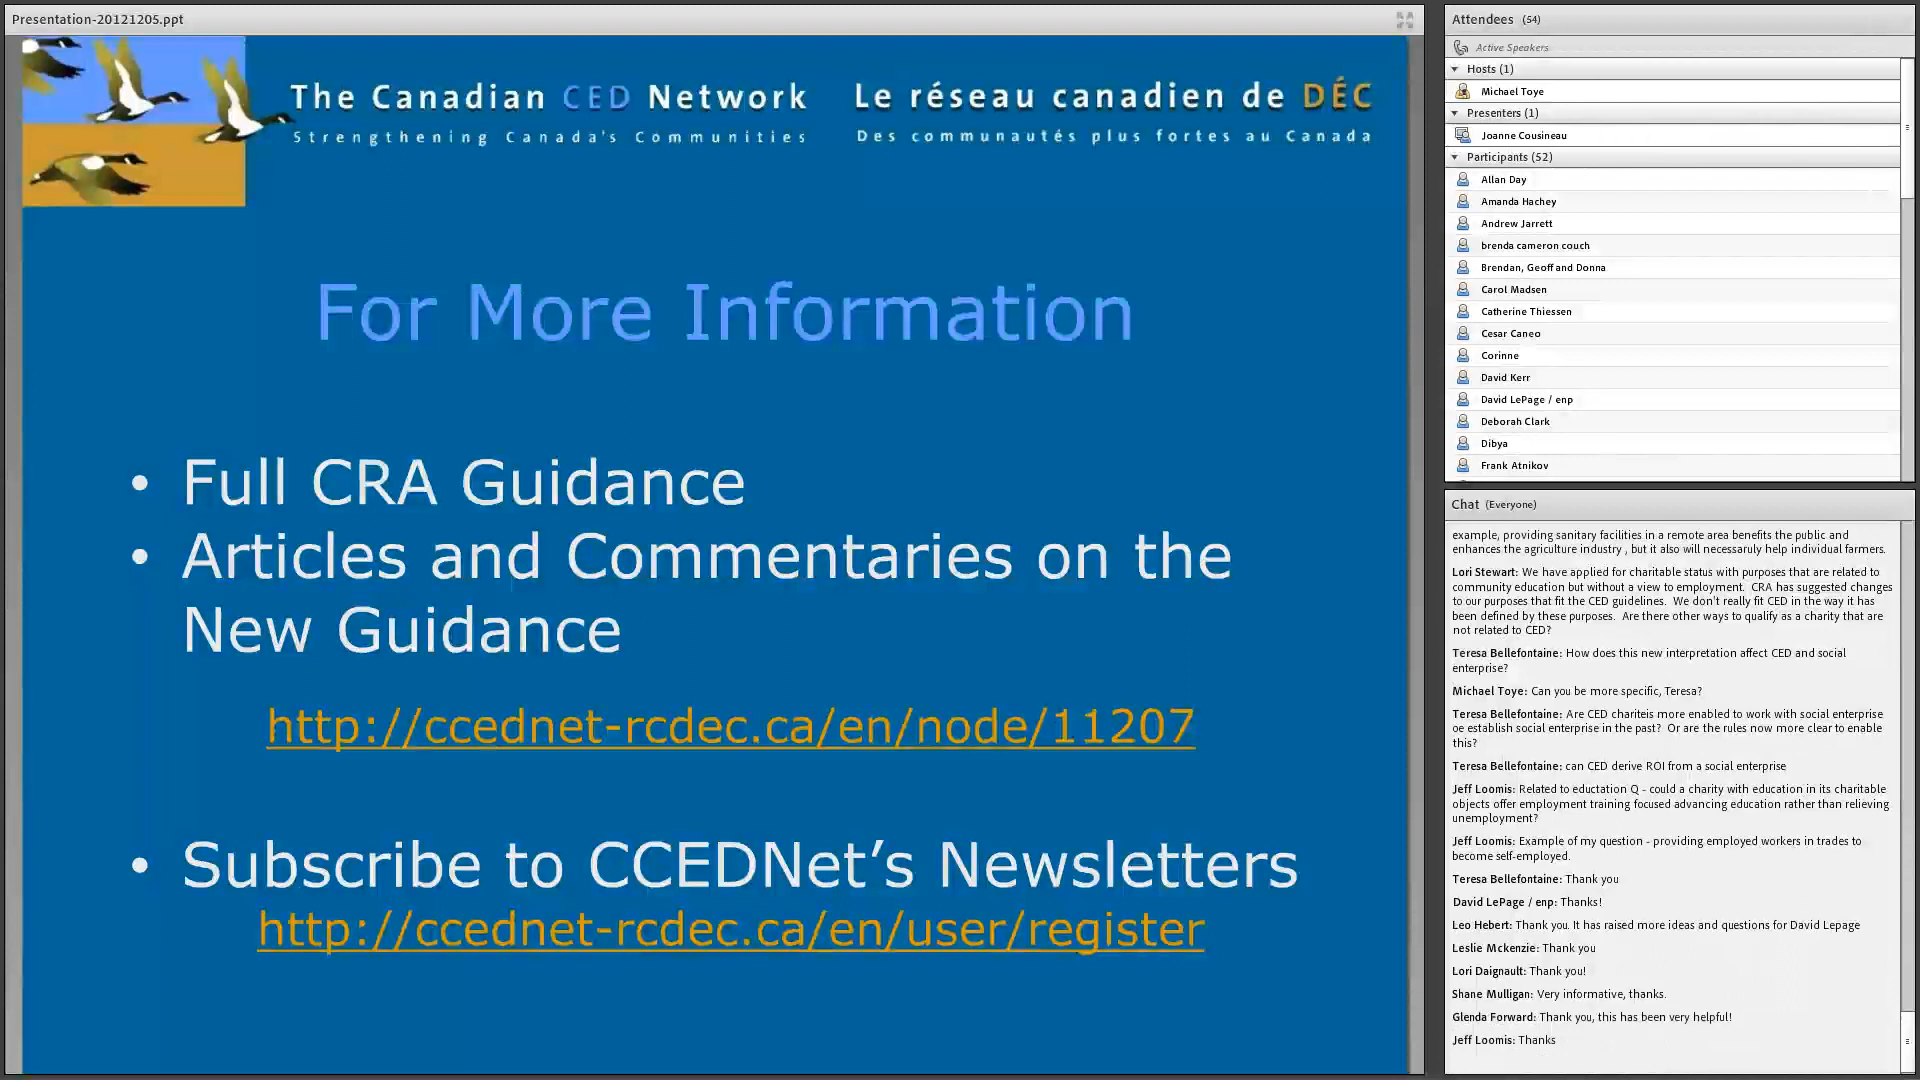 Presentation-20121205.ppt
The Canadian CED Network
Strengthening Canada's Communities
Le réseau canadien de DÉC
Des communautés plus fortes au Canada
For More Information
• Full CRA Guidance
• Articles and Commentaries on the
New Guidance
http://ccednet-rcdec.ca/en/node/11207
• Subscribe to CCEDNet’s Newsletters
http://ccednet-rcdec.ca/en/user/register
Attendees (54)
Active Speakers
Hosts (1)
Michael Toye
Presenters (1)
Joanne Cousineau
Participants (52)
Allan Day
Amanda Hachey
Andrew Jarrett
brenda cameron couch
Brendan, Geoff and Donna
Carol Madsen
Catherine Thiessen
Cesar Caneo
Corinne
David Kerr
David LePage / enp
Deborah Clark
Dibya
Frank Atnikov
Chat (Everyone)
example, providing sanitary facilities in a remote area benefits the public and
enhances the agriculture industry , but it also will necessaruly help individual farmers.
Lori Stewart: We have applied for charitable status with purposes that are related to
community education but without a view to employment. CRA has suggested changes
to our purposes that fit the CED guidelines. We don't really fit CED in the way it has
been defined by these purposes. Are there other ways to qualify as a charity that are
not related to CED?
Teresa Bellefontaine: How does this new interpretation affect CED and social
enterprise?
Michael Toye: Can you be more specific, Teresa?
Teresa Bellefontaine: Are CED chariteis more enabled to work with social enterprise
oe establish social enterprise in the past? Or are the rules now more clear to enable
this?
Teresa Bellefontaine: can CED derive ROI from a social enterprise
Jeff Loomis: Related to eductation Q - could a charity with education in its charitable
objects offer employment training focused advancing education rather than relieving
unemployment?
Jeff Loomis: Example of my question - providing employed workers in trades to
become self-employed.
Teresa Bellefontaine: Thank you
David LePage / enp: Thanks!
Leo Hebert: Thank you. It has raised more ideas and questions for David Lepage
Leslie Mckenzie: Thank you
Lori Daignault: Thank you!
Shane Mulligan: Very informative, thanks.
Glenda Forward: Thank you, this has been very helpful!
Jeff Loomis: Thanks